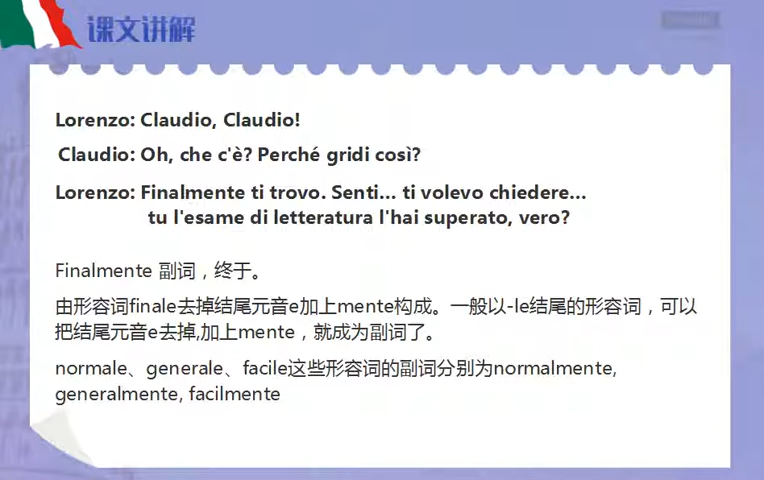 课文讲解
Lorenzo: Claudio, Claudio!
Claudio: Oh, che c'è? Perché gridi così?
Lorenzo: Finalmente ti trovo. Senti... ti volevo chiedere...
tu l'esame di letteratura l'hai superato, vero?
Finalmente 副词，终于。
由形容词finale去掉结尾元音e加上mente构成。一般以-le结尾的形容词，可以
把结尾元音e去掉,加上mente，就成为副词了。
normale、generale、facile这些形容词的副词分别为normalmente,
generalmente, facilmente